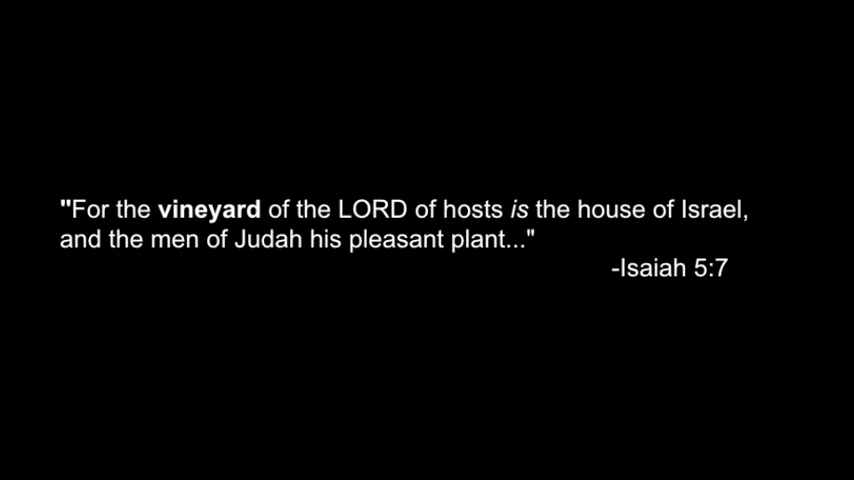 "For the vineyard of the LORD of hosts is the house of Israel,
and the men of Judah his pleasant plant..."
-Isaiah 5:7